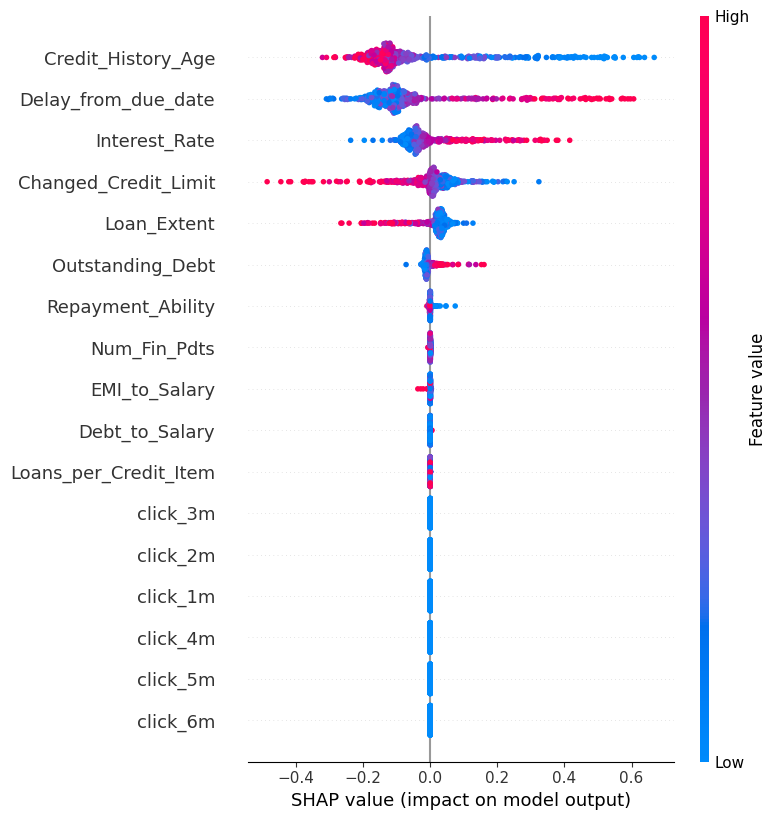 High
Credit_History_Age
Delay_from_due_date
Interest_Rate
Changed_Credit_Limit
Loan_Extent
Outstanding_Debt
Repayment_Ability
Num_Fin_Pdts
EMI_to_Salary
Debt_to_Salary
Loans_per_Credit_Item
click_3m
click_2m
click_1m
click_4m
click_5m
click_6m
Feature value
Low
−0.4 −0.2 0.0 0.2 0.4 0.6
SHAP value (impact on model output)